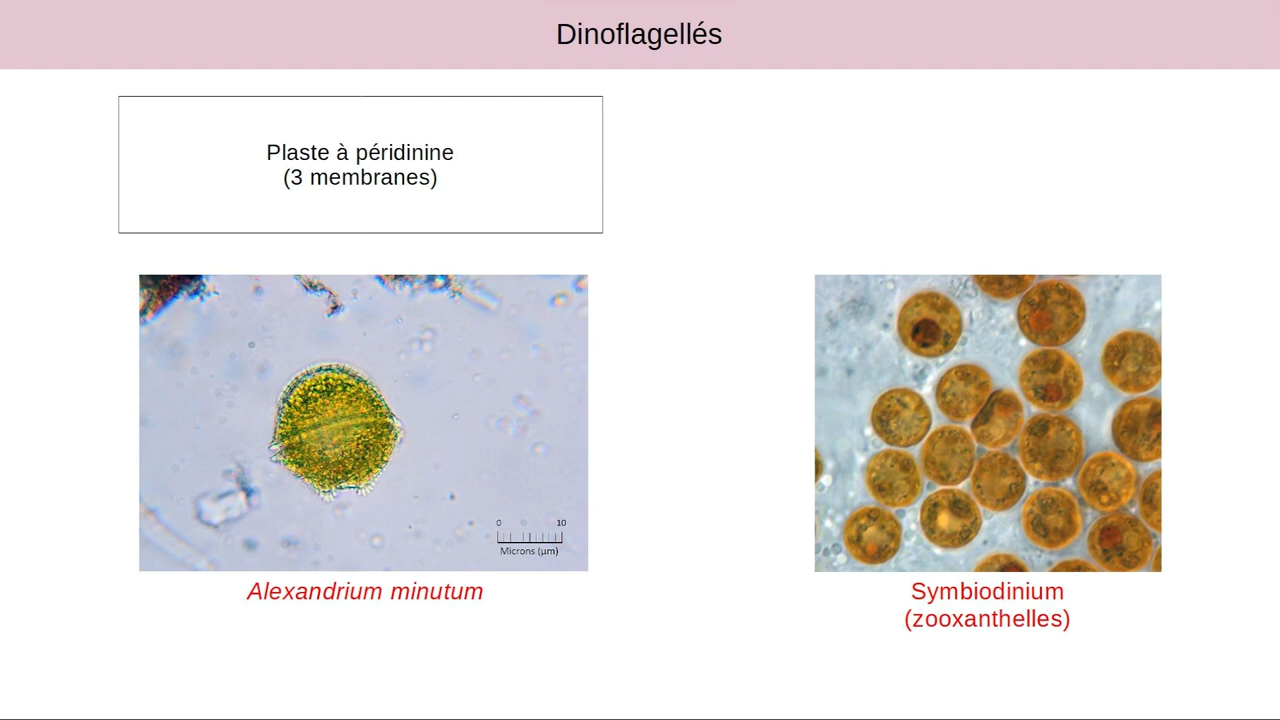 Dinoflagellés
Plaste à péridinine
(3 membranes)
0 10
Microns (µm)
Alexandrium minutum
Symbiodinium
(zooxanthelles)